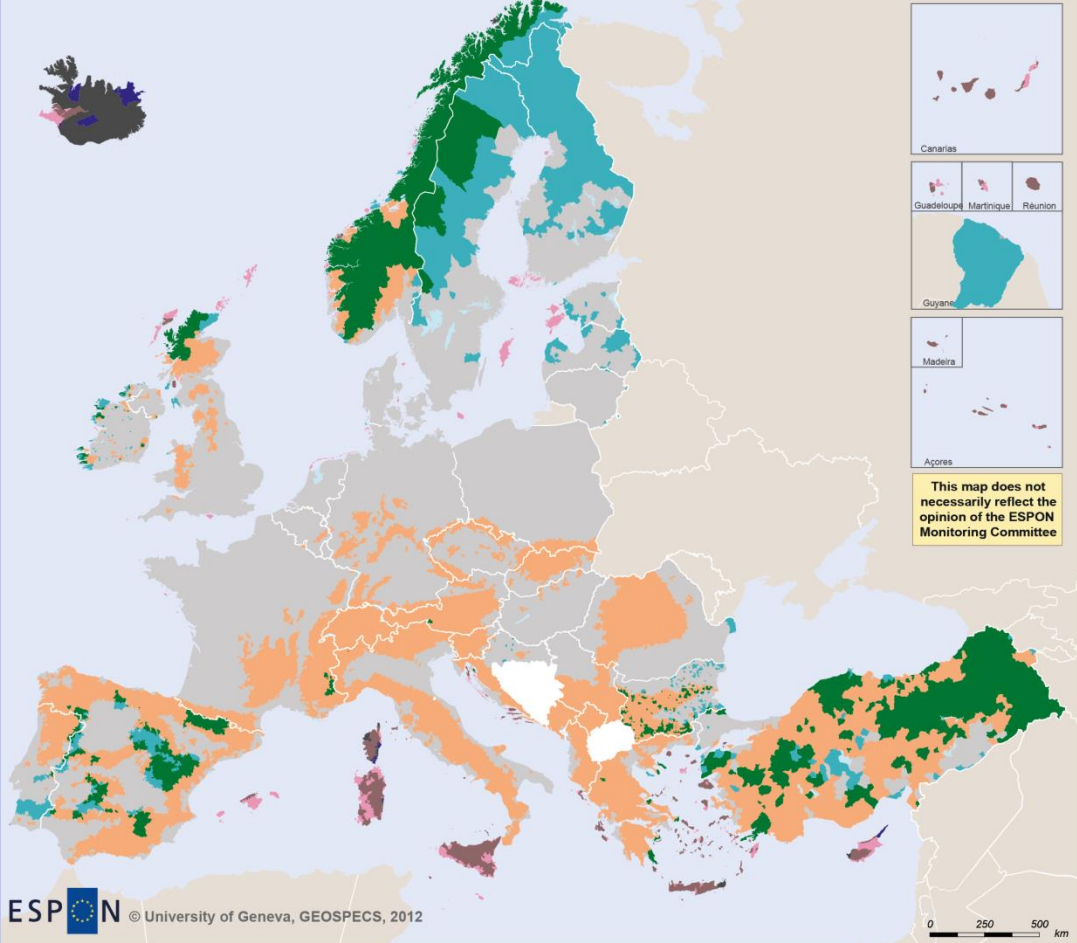 Canarias
Guadeloupe Martinique Réunion
Guyane
Madeira
Açores
This map does not
necessarily reflect the
opinion of the ESPON
Monitoring Committee
ESPON © University of Geneva, GEOSPECS, 2012
0 250 500
km